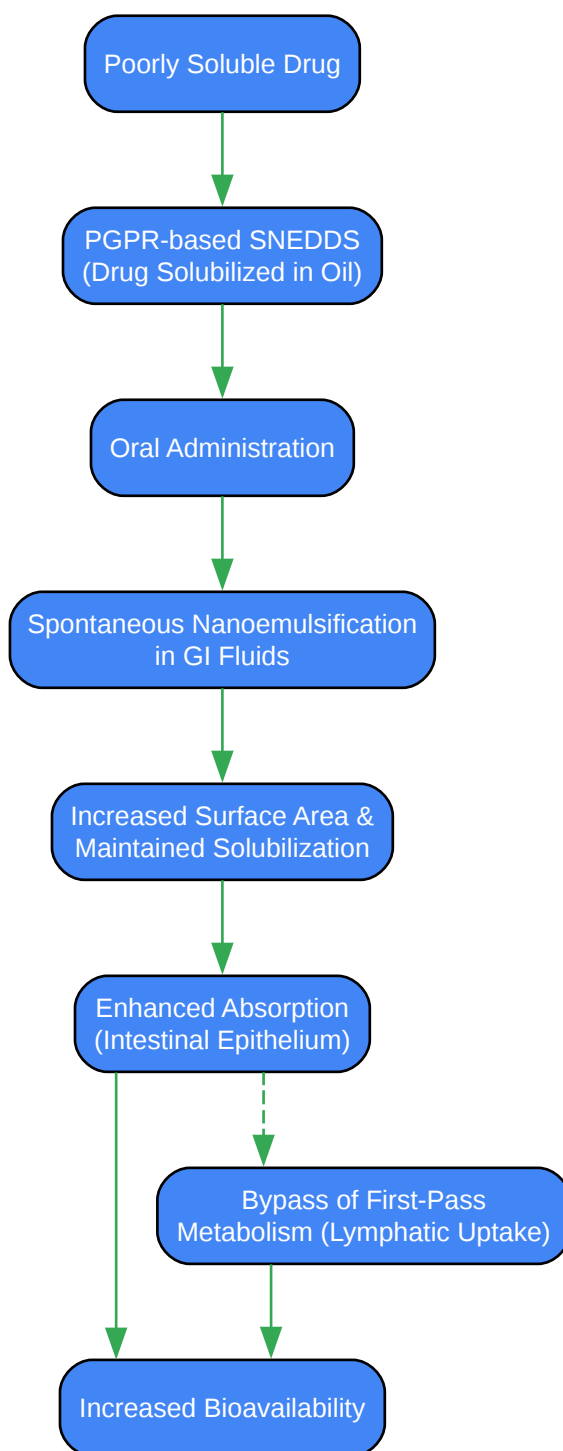 Poorly Soluble Drug
PGPR-based SNEDDS
(Drug Solubilized in Oil)
Oral Administration
Spontaneous Nanoemulsification
in GI Fluids
Increased Surface Area &
Maintained Solubilization
Enhanced Absorption
(Intestinal Epithelium)
Bypass of First-Pass
Metabolism (Lymphatic Uptake)
Increased Bioavailability